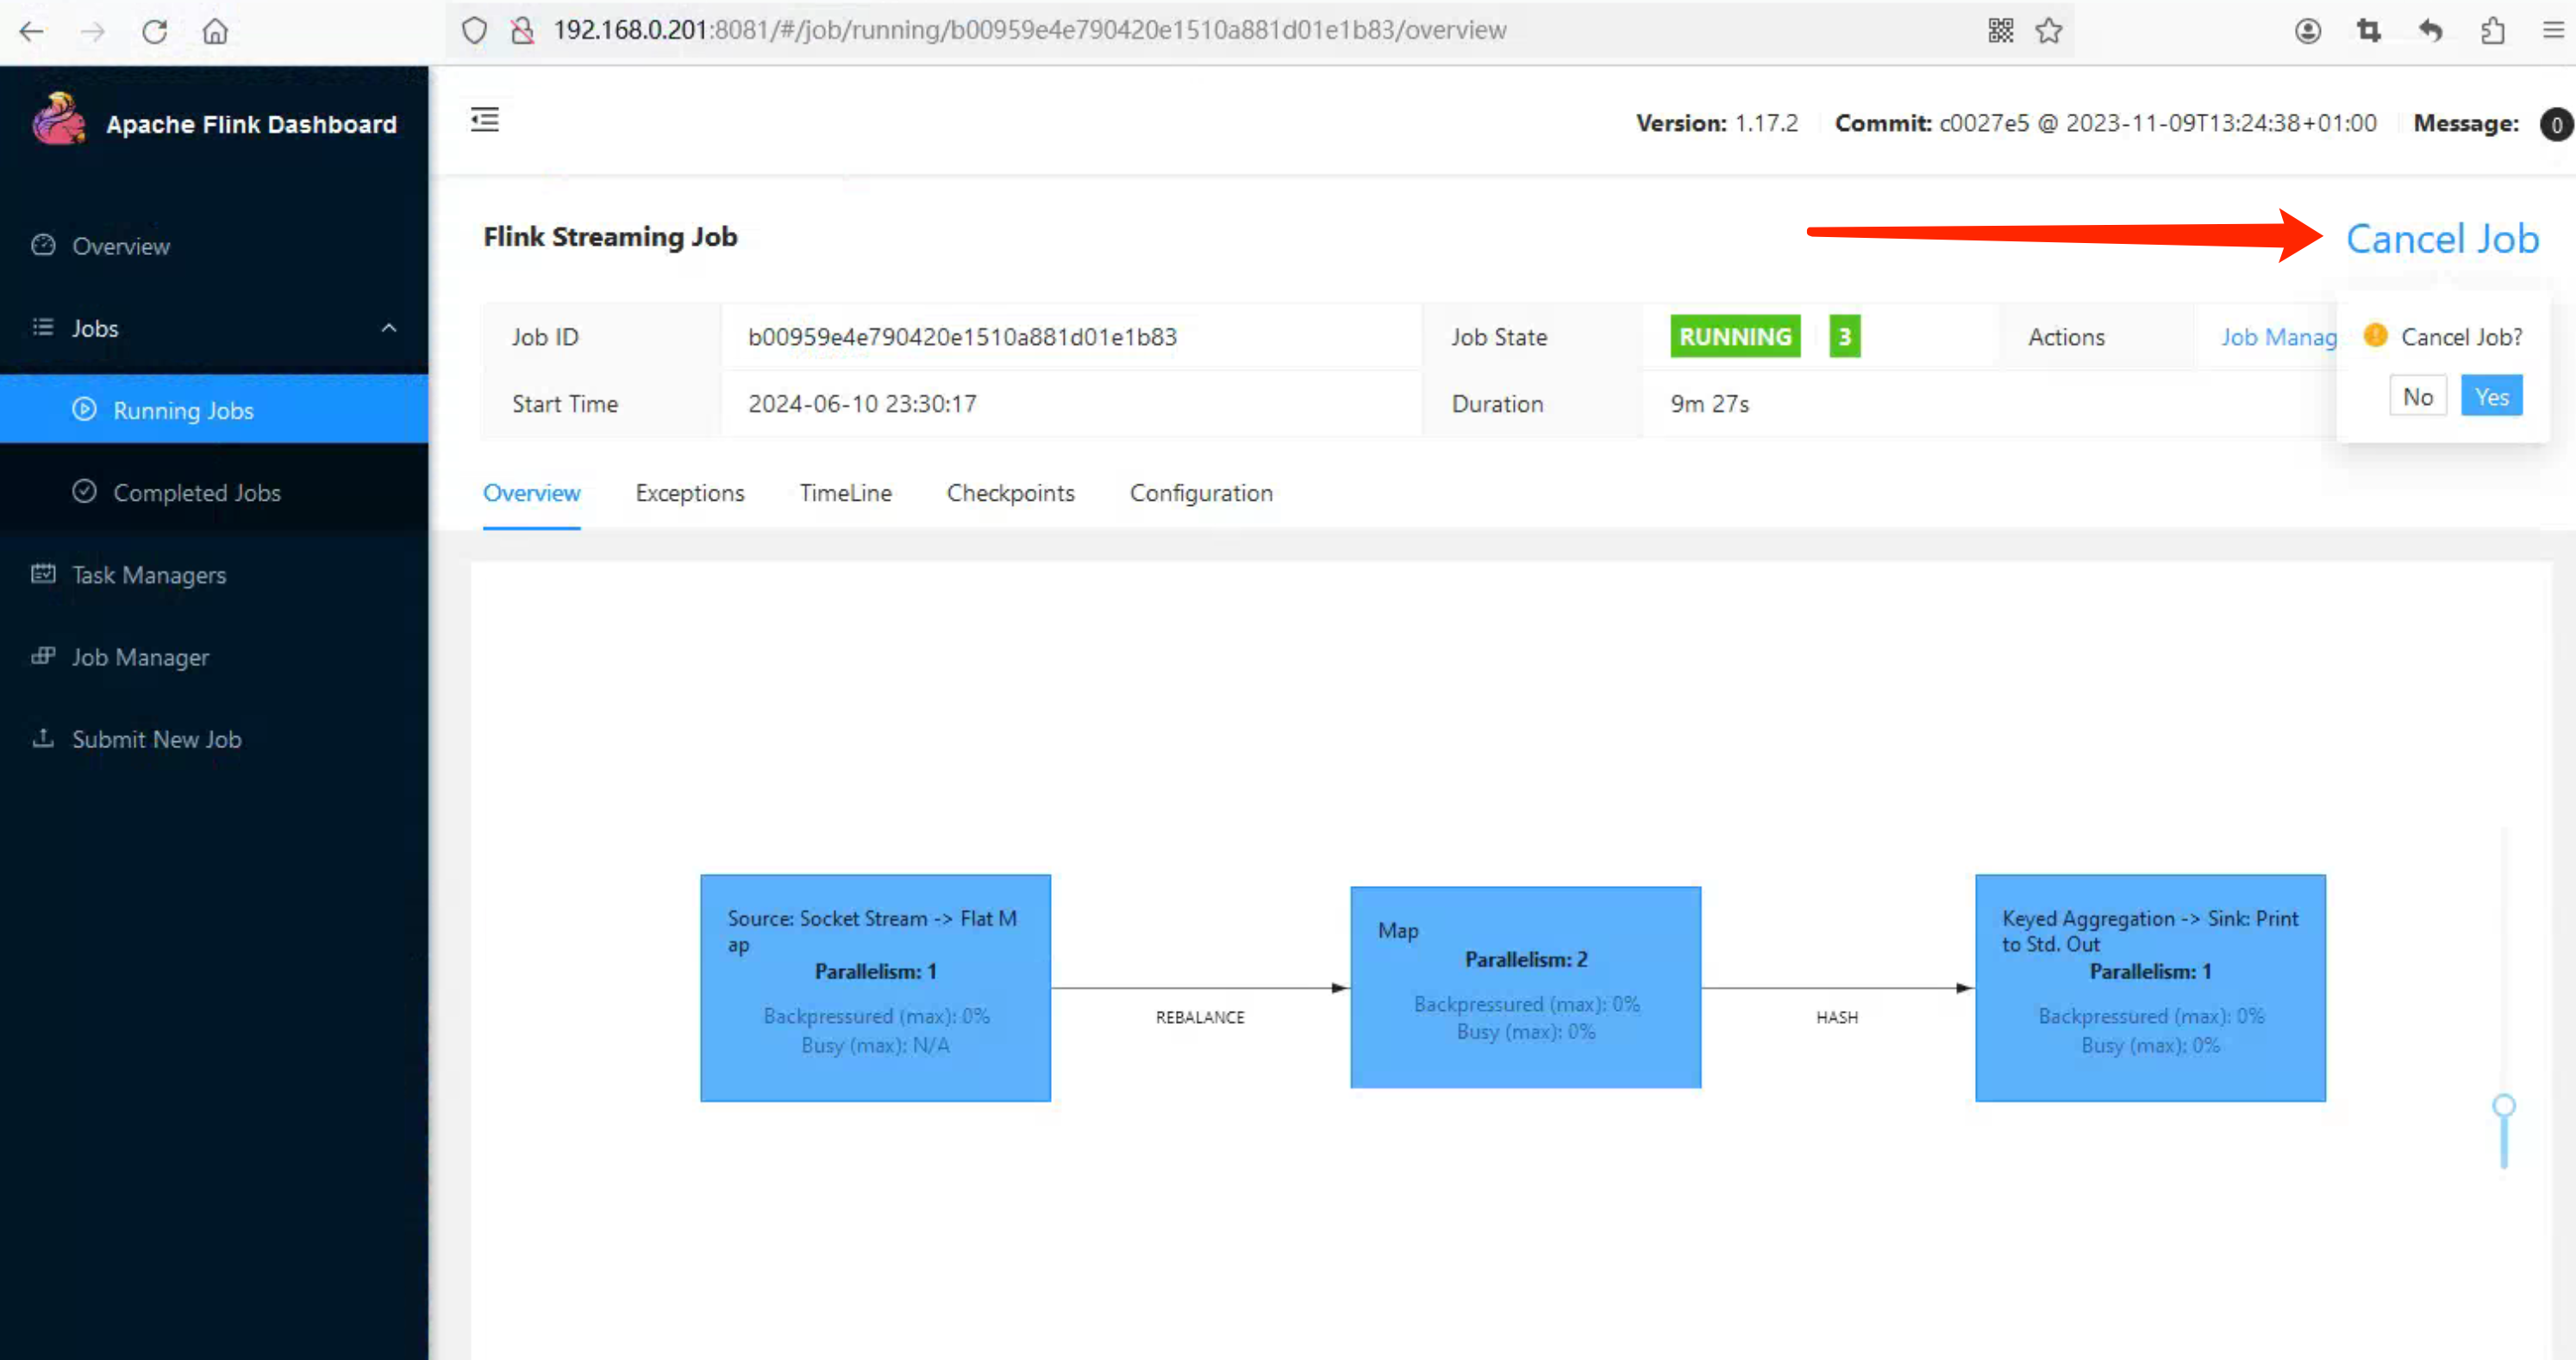 192.168.0.201:8081/#/job/running/b00959e4e790420e1510a881d01e1b83/overview
Apache Flink Dashboard
Version: 1.17.2 Commit: c0027e5 @ 2023-11-09T13:24:38+01:00 Message: 0
Overview
Jobs
Running Jobs
Completed Jobs
Task Managers
Job Manager
Submit New Job
Flink Streaming Job
Cancel Job
Job ID b00959e4e790420e1510a881d01e1b83 Job State RUNNING 3 Actions Job Manag
Start Time 2024-06-10 23:30:17 Duration 9m 27s
Cancel Job?
No Yes
Overview Exceptions TimeLine Checkpoints Configuration
Source: Socket Stream -> Flat M
ap
Parallelism: 1
Backpressured (max): 0%
Busy (max): N/A
REBALANCE
Map
Parallelism: 2
Backpressured (max): 0%
Busy (max): 0%
HASH
Keyed Aggregation -> Sink: Print
to Std. Out
Parallelism: 1
Backpressured (max): 0%
Busy (max): 0%